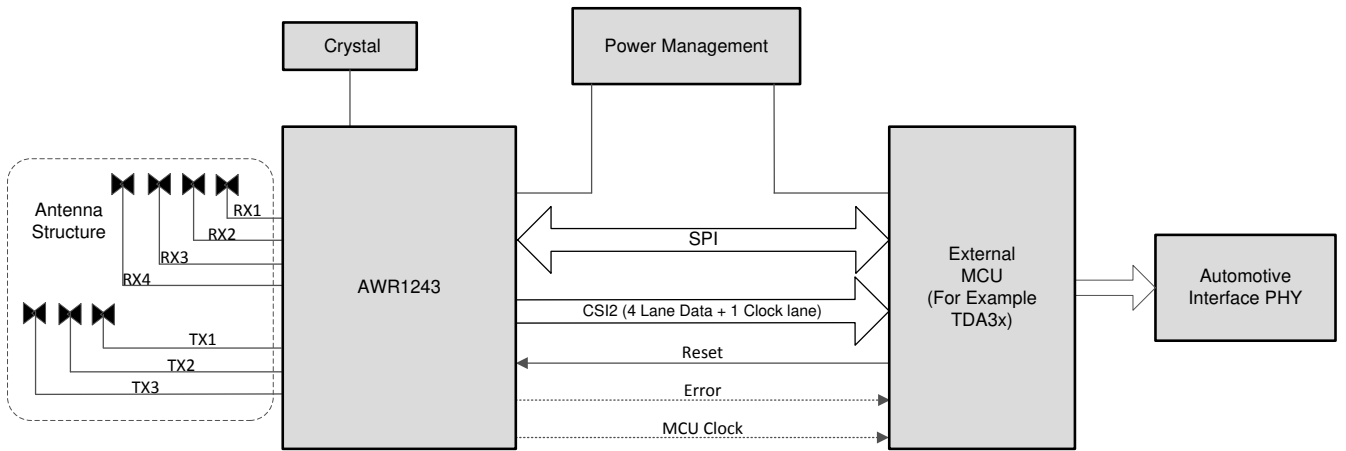 Crystal
Power Management
Antenna
Structure
RX1
RX2
RX3
RX4
TX1
TX2
TX3
AWR1243
SPI
CSI2 (4 Lane Data + 1 Clock lane)
Reset
Error
MCU Clock
External
MCU
(For Example
TDA3x)
Automotive
Interface PHY